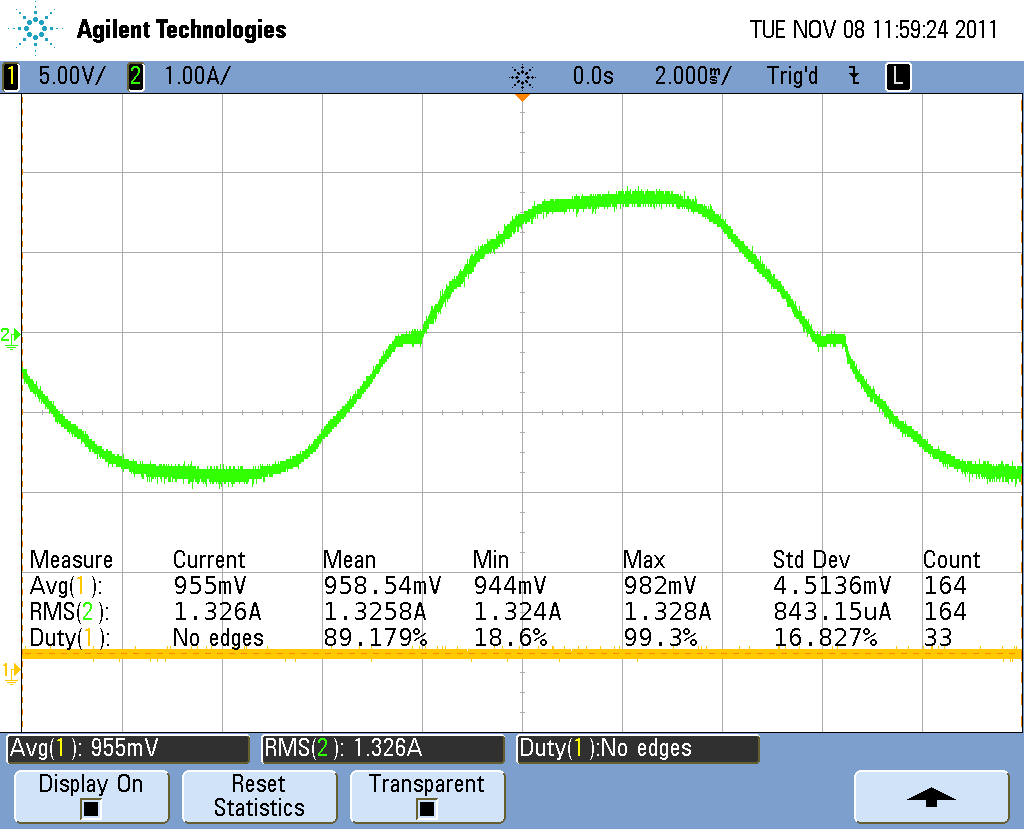 Agilent Technologies TUE NOV 08 11:59:24 2011
1 5.00V/ 2 1.00A/ 0.0s 2.000ms/ Trig'd L
2
Measure Current Mean Min Max Std Dev Count
Avg(1): 955mV 958.54mV 944mV 982mV 4.5136mV 164
RMS(2): 1.326A 1.3258A 1.324A 1.328A 843.15uA 164
Duty(1): No edges 89.179% 18.6% 99.3% 16.827% 33
1
Avg(1): 955mV RMS(2): 1.326A Duty(1):No edges
Display On Reset Transparent
Statistics